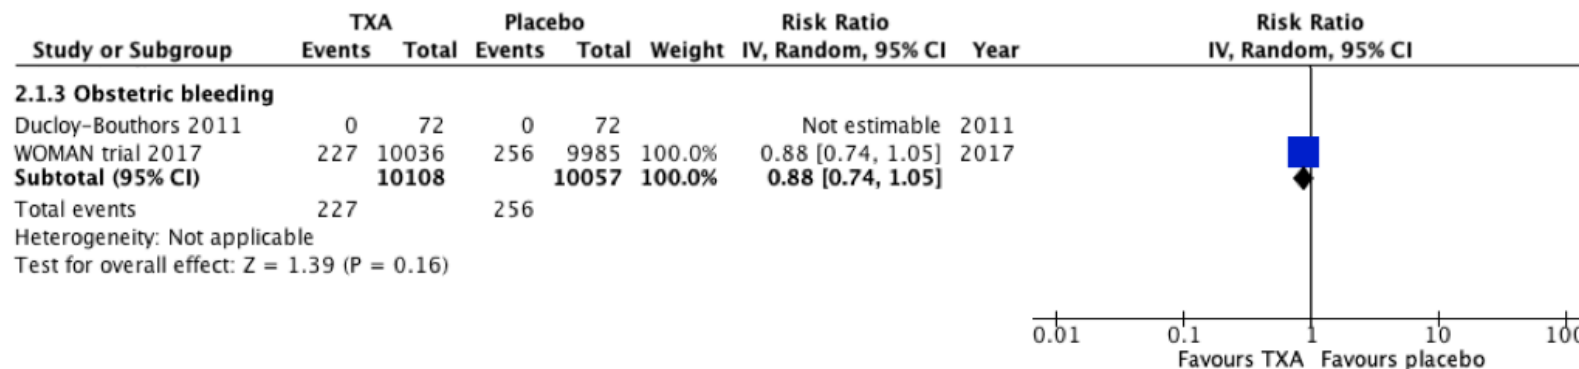 TXA Placebo Risk Ratio Risk Ratio
Study or Subgroup Events Total Events Total Weight IV, Random, 95% CI Year IV, Random, 95% CI
2.1.3 Obstetric bleeding
Ducloy-Bouthors 2011 0 72 0 72 Not estimable 2011
WOMAN trial 2017 227 10036 256 9985 100.0% 0.88 [0.74, 1.05] 2017
Subtotal (95% CI) 10108 10057 100.0% 0.88 [0.74, 1.05]
Total events 227 256
Heterogeneity: Not applicable
Test for overall effect: Z = 1.39 (P = 0.16)
0.01 0.1 1 10 100
Favours TXA Favours placebo